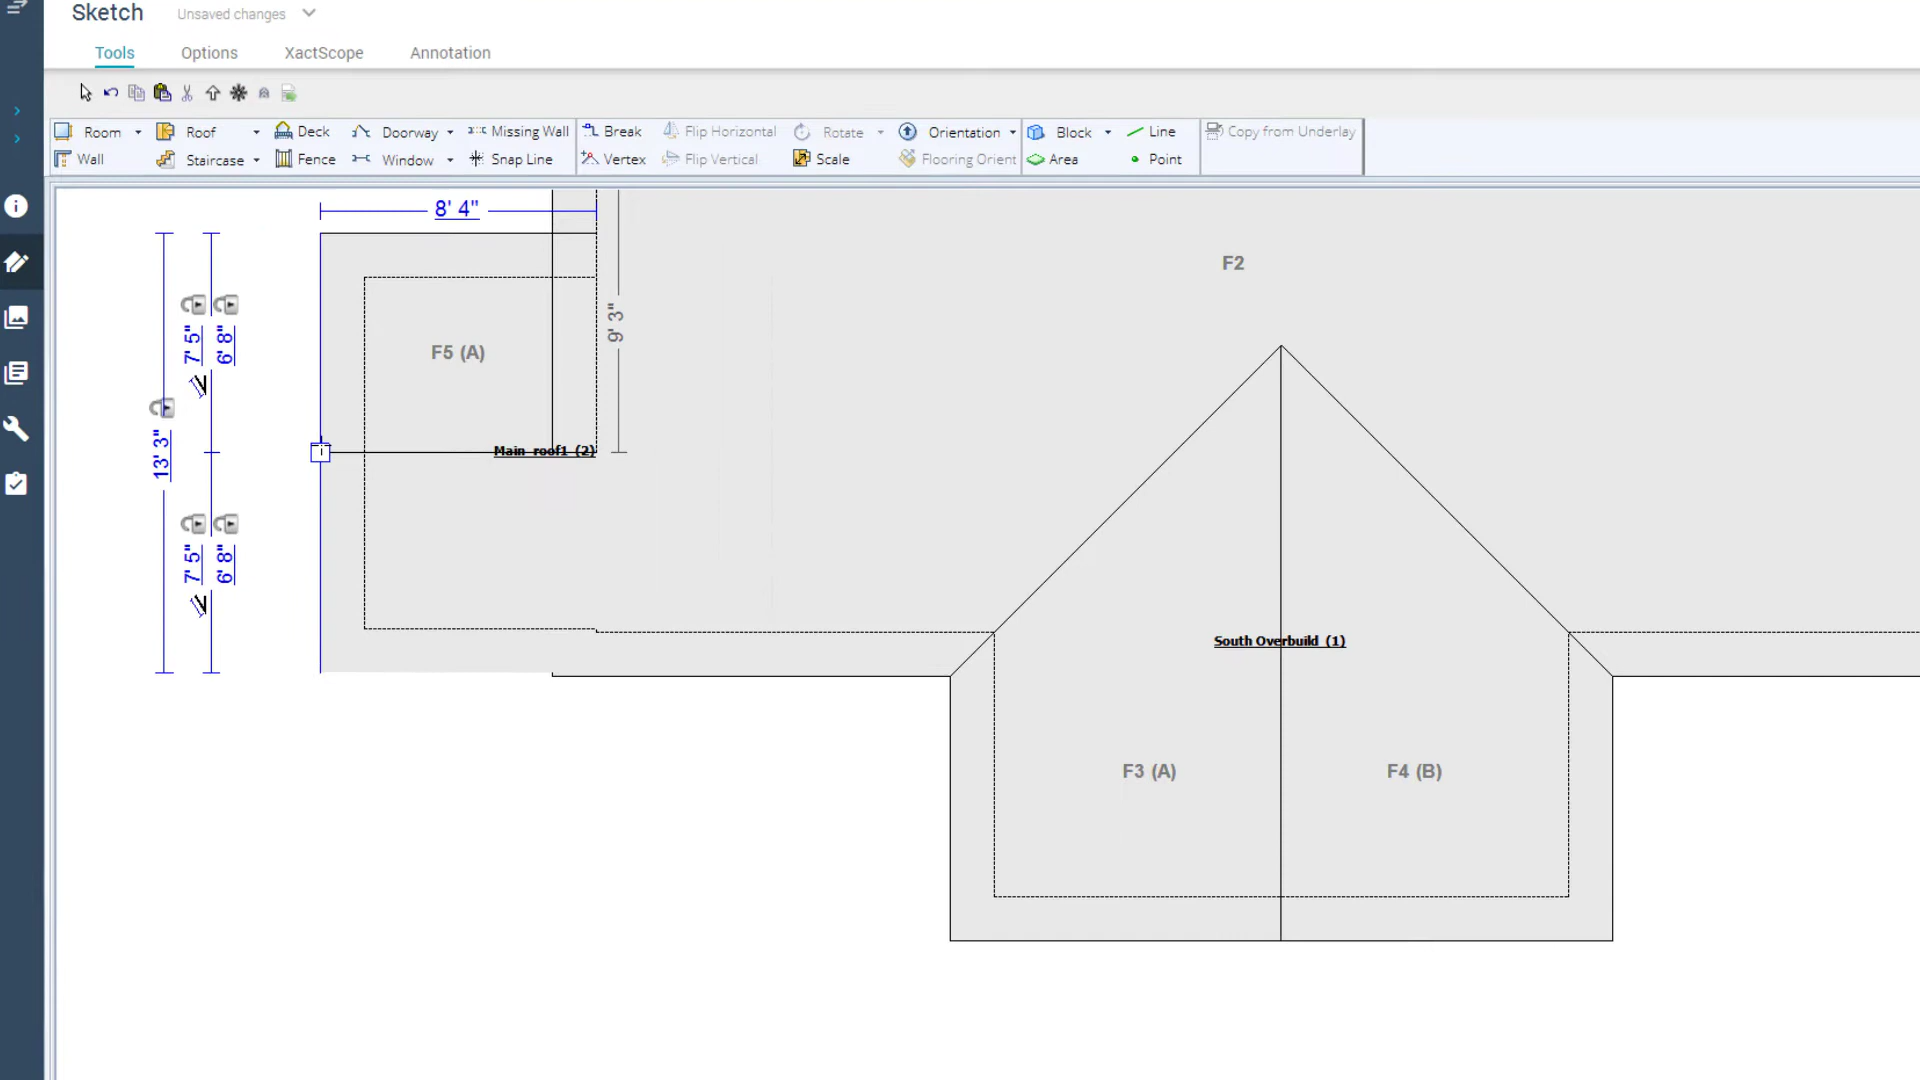 Sketch Unsaved changes
Tools Options XactScope Annotation
Room Roof Deck Doorway Missing Wall Break Flip Horizontal Rotate Orientation Block Line Copy from Underlay
Wall Staircase Fence Window Snap Line Vertex Flip Vertical Scale Flooring Orient Area Point
8' 4"
F2
9' 3"
7' 5"
6' 8"
F5 (A)
13' 3"
Main roof1 (2)
7' 5"
6' 8"
South Overbuild (1)
F3 (A)
F4 (B)